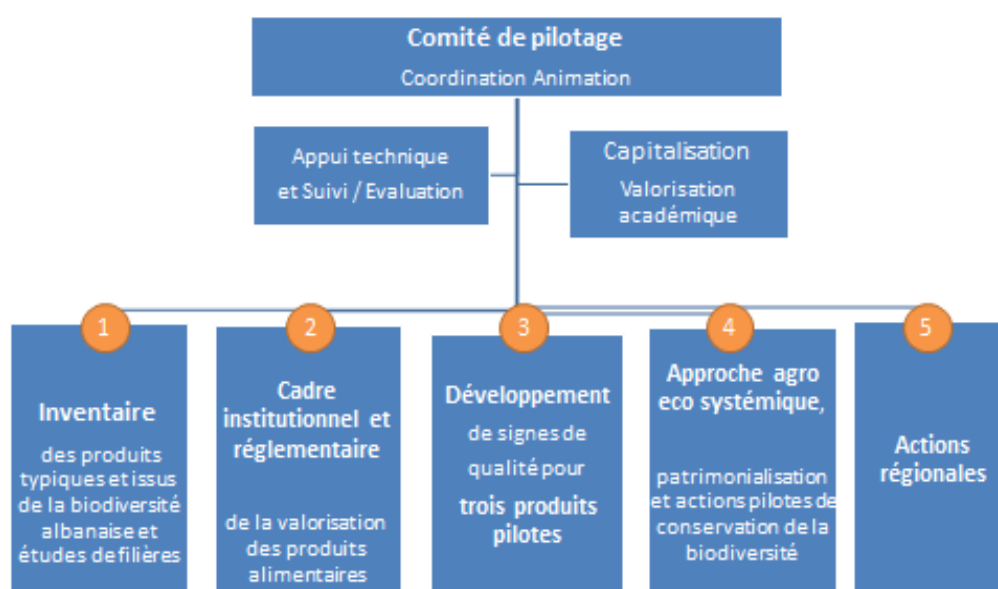 Comité de pilotage
Coordination Animation
Appui technique
et Suivi / Evaluation
Capitalisation
Valorisation
académique
1
Inventaire
des produits
typiques et issus
de la biodiversité
albanaise et
études de filières
2
Cadre
institutionnel et
réglementaire
de la valorisation
des produits
alimentaires
3
Développement
de signes de
qualité pour
trois produits
pilotes
4
Approche agro
eco systémique,
patrimonialisation
et actions pilotes de
conservation de la
biodiversité
5
Actions
régionales